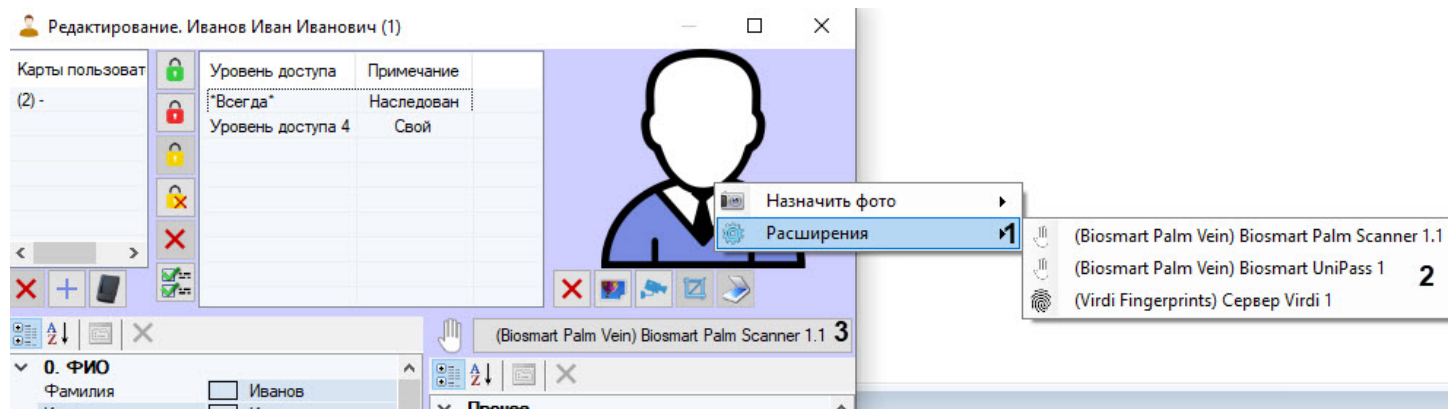 Редактирование. Иванов Иван Иванович (1)
Карты пользоват
Уровень доступа Примечание
(2) -
*Всегда* Наследован
Уровень доступа 4 Свой
Назначить фото
Расширения 1
(Biosmart Palm Vein) Biosmart Palm Scanner 1.1
(Biosmart Palm Vein) Biosmart UniPass 1
2
(Virdi Fingerprints) Сервер Virdi 1
(Biosmart Palm Vein) Biosmart Palm Scanner 1.1 3
0. ФИО
Фамилия Иванов
Прочее